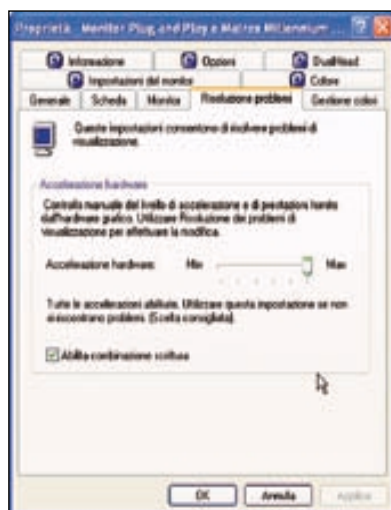 Proprietà - Monitor Plug and Play e Matrox Millennium ...
Informazione
Opzioni
DualHead
Impostazioni del monitor
Colore
Generale
Scheda
Monitor
Risoluzione problemi
Gestione colori
Queste impostazioni consentono di risolvere problemi di
visualizzazione.
Accelerazione hardware
Controlla manualmente il livello di accelerazione e di prestazioni fornito
dall'hardware grafico. Utilizzare Risoluzione dei problemi di
visualizzazione per effettuare la modifica.
Accelerazione hardware:
Min
Max
Tutte le accelerazioni abilitate. Utilizzare questa impostazione se non
si riscontrano problemi. (Scelta consigliata).
Abilita combinazione scrittura
OK
Annulla
Applica